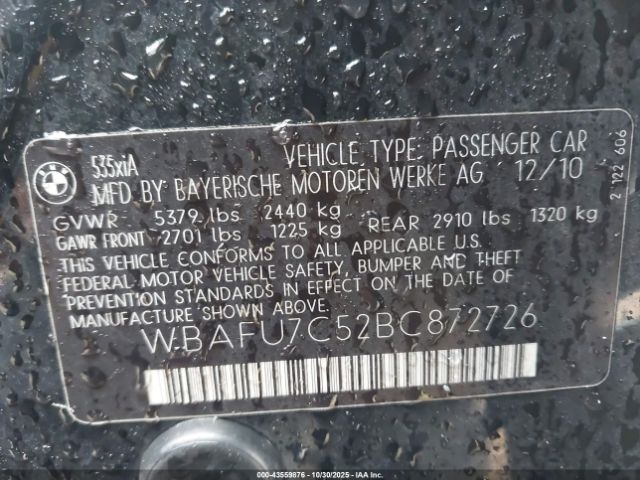 BMW
535xiA
VEHICLE TYPE: PASSENGER CAR
MFD BY: BAYERISCHE MOTOREN WERKE AG 12/10
GVWR 5379 lbs 2440 kg
GAWR FRONT 2701 lbs 1225 kg REAR 2910 lbs 1320 kg
THIS VEHICLE CONFORMS TO ALL APPLICABLE U.S.
FEDERAL MOTOR VEHICLE SAFETY, BUMPER AND THEFT
PREVENTION STANDARDS IN EFFECT ON THE DATE OF
MANUFACTURE SHOWN ABOVE.
WBAFU7C52BC872726
2 122 606
000-43559876 * 10/30/2025 * Copyright: IAA, Inc.